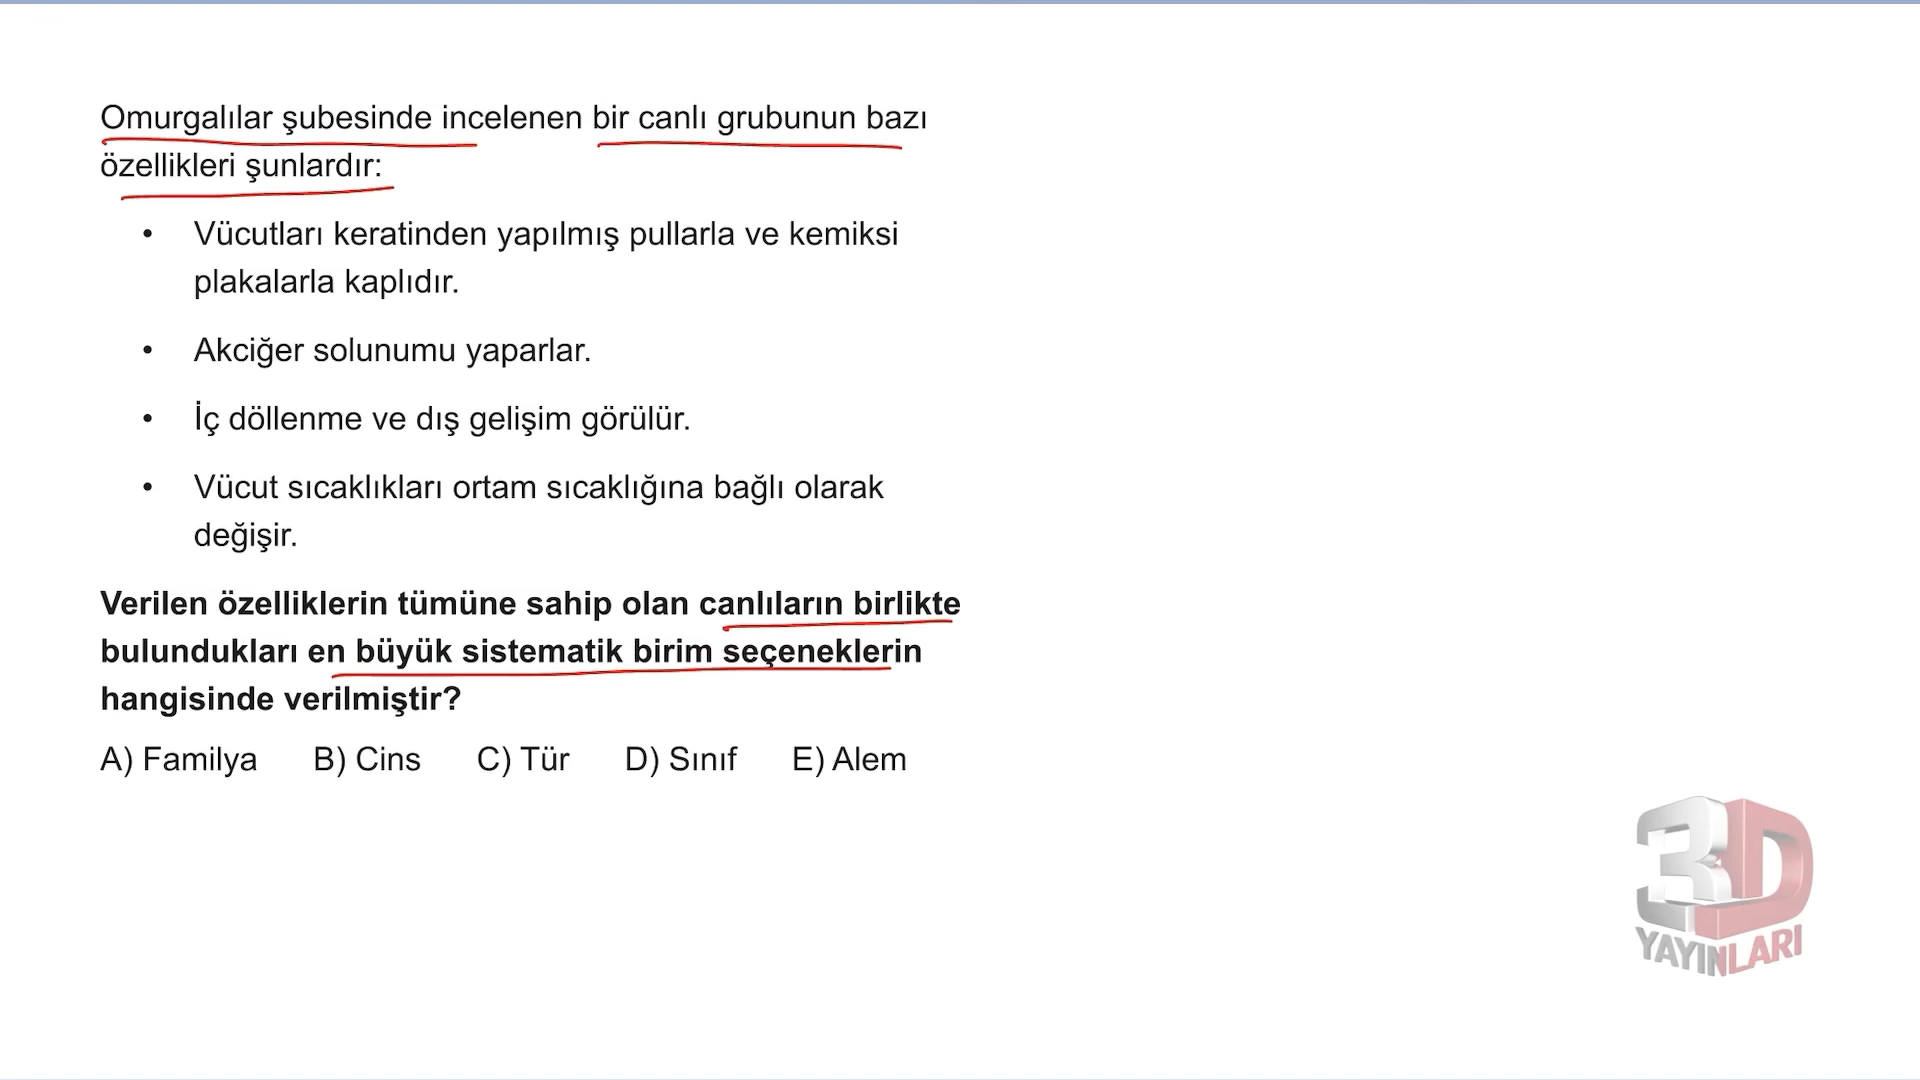 Omurgalılar şubesinde incelenen bir canlı grubunun bazı
özellikleri şunlardır:
• Vücutları keratinden yapılmış pullarla ve kemiksi
plakalarla kaplıdır.
• Akciğer solunumu yaparlar.
• İç döllenme ve dış gelişim görülür.
• Vücut sıcaklıkları ortam sıcaklığına bağlı olarak
değişir.
Verilen özelliklerin tümüne sahip olan canlıların birlikte
bulundukları en büyük sistematik birim seçeneklerin
hangisinde verilmiştir?
A) Familya B) Cins C) Tür D) Sınıf E) Alem
3D
YAYINLARI